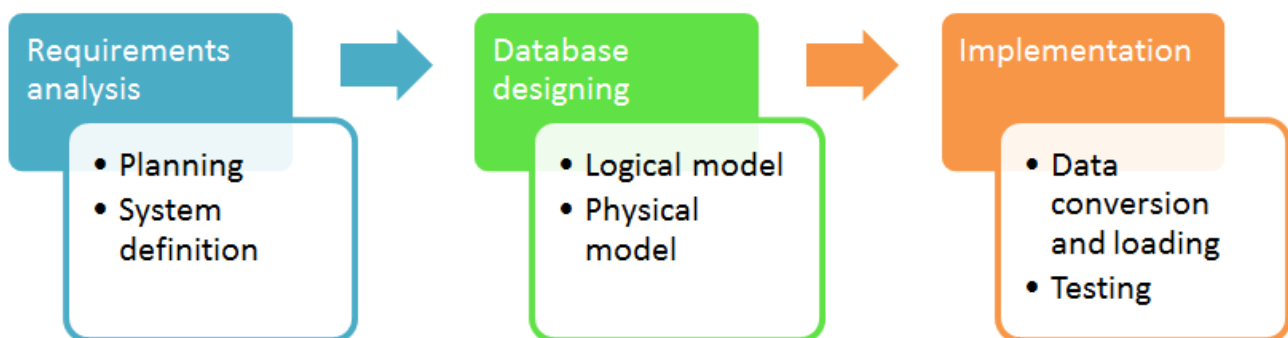 Requirements
analysis
• Planning
• System
definition
Database
designing
• Logical model
• Physical
model
Implementation
• Data
conversion
and loading
• Testing